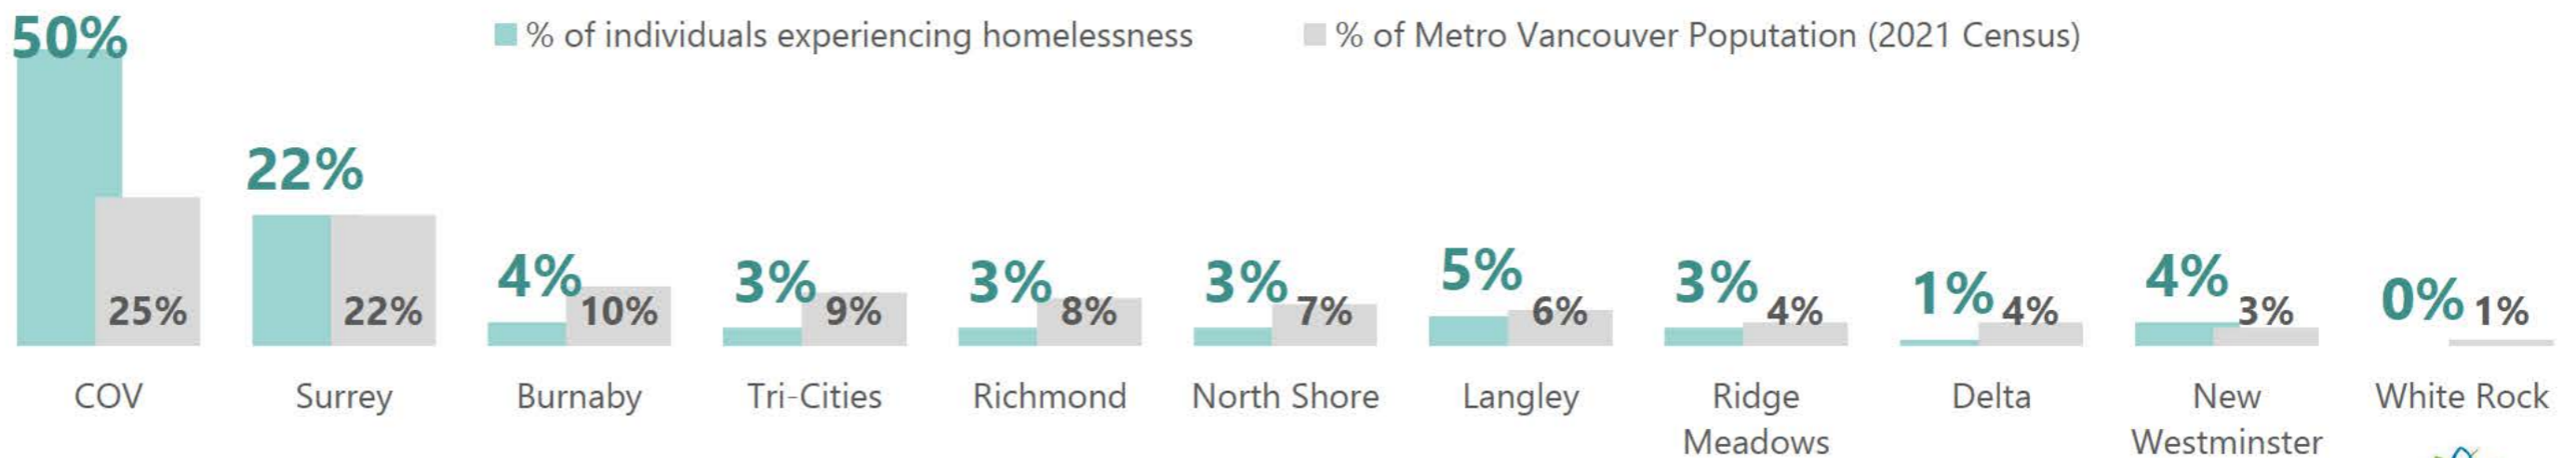 50%
% of individuals experiencing homelessness
% of Metro Vancouver Poputation (2021 Census)
22%
4%
3%
3%
3%
5%
3%
1%
4%
0%
25%
22%
10%
9%
8%
7%
6%
4%
4%
3%
1%
COV
Surrey
Burnaby
Tri-Cities
Richmond
North Shore
Langley
Ridge
Meadows
Delta
New
Westminster
White Rock